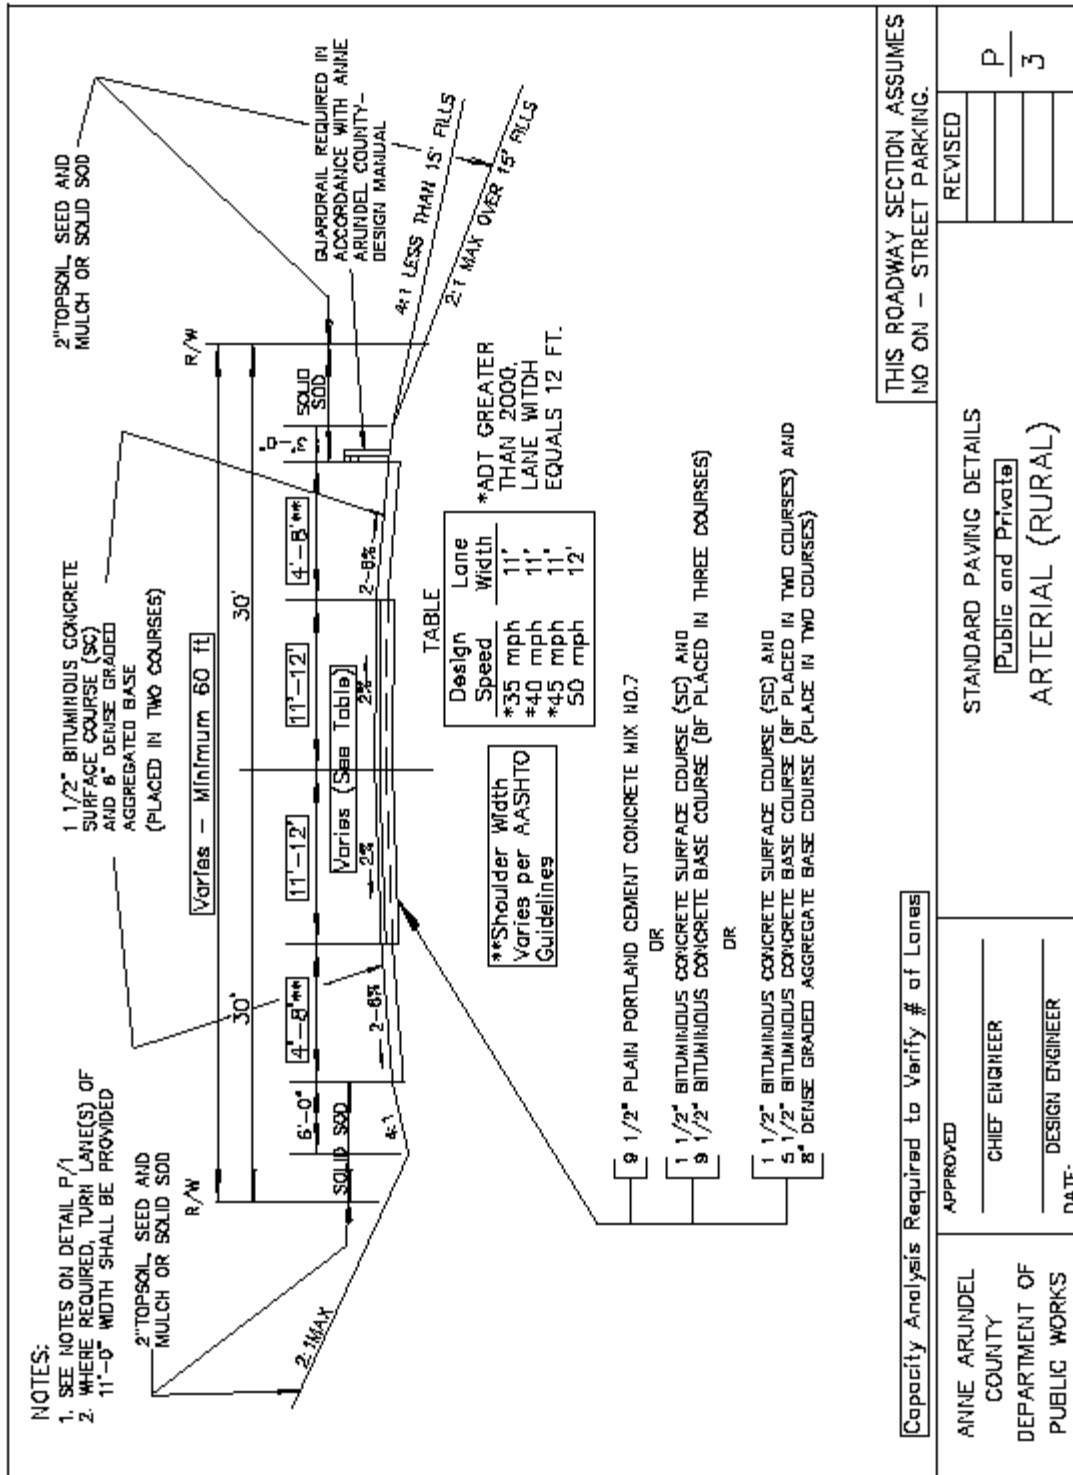 NOTES:
1. SEE NOTES ON DETAIL P/1
2. WHERE REQUIRED, TURN LANE(S) OF
11'-0" WIDTH SHALL BE PROVIDED
2"TOPSOIL, SEED AND
MULCH OR SOLID SOD
1 1/2" BITUMINOUS CONCRETE
SURFACE COURSE (SC)
AND 6" DENSE GRADED
AGGREGATED BASE
(PLACED IN TWO COURSES)
2"TOPSOIL, SEED AND
MULCH OR SOLID SOD
R/W
Varies - Minimum 60 ft
R/W
30'
30'
6'-0"
4'-8'**
11'-12'
11'-12'
4'-8'**
3'-0"
SOLID SOD
Varies (See Table)
SOLID
SOD
GUARDRAIL REQUIRED IN
ACCORDANCE WITH ANNE
ARUNDEL COUNTY-
DESIGN MANUAL
2:1MAX
4:1
2-6%
2%
2%
2-6%
4:1 LESS THAN 15' FILLS
2:1 MAX OVER 15' FILLS
**Shoulder Width
Varies per AASHTO
Guidelines
TABLE
Design Lane
Speed Width
*35 mph 11'
*40 mph 11'
*45 mph 11'
50 mph 12'
*ADT GREATER
THAN 2000,
LANE WITDH
EQUALS 12 FT.
9 1/2" PLAIN PORTLAND CEMENT CONCRETE MIX NO.7
OR
1 1/2" BITUMINOUS CONCRETE SURFACE COURSE (SC) AND
9 1/2" BITUMINOUS CONCRETE BASE COURSE (BF PLACED IN THREE COURSES)
OR
1 1/2" BITUMINOUS CONCRETE SURFACE COURSE (SC) AND
5 1/2" BITUMINOUS CONCRETE BASE COURSE (BF PLACED IN TWO COURSES) AND
8" DENSE GRADED AGGREGATE BASE COURSE (PLACE IN TWO COURSES)
Capacity Analysis Required to Verify # of Lanes
THIS ROADWAY SECTION ASSUMES
NO ON - STREET PARKING.
ANNE ARUNDEL
COUNTY
DEPARTMENT OF
PUBLIC WORKS
APPROVED
CHIEF ENGINEER
DESIGN ENGINEER
DATE:
STANDARD PAVING DETAILS
Public and Private
ARTERIAL (RURAL)
REVISED
P
3